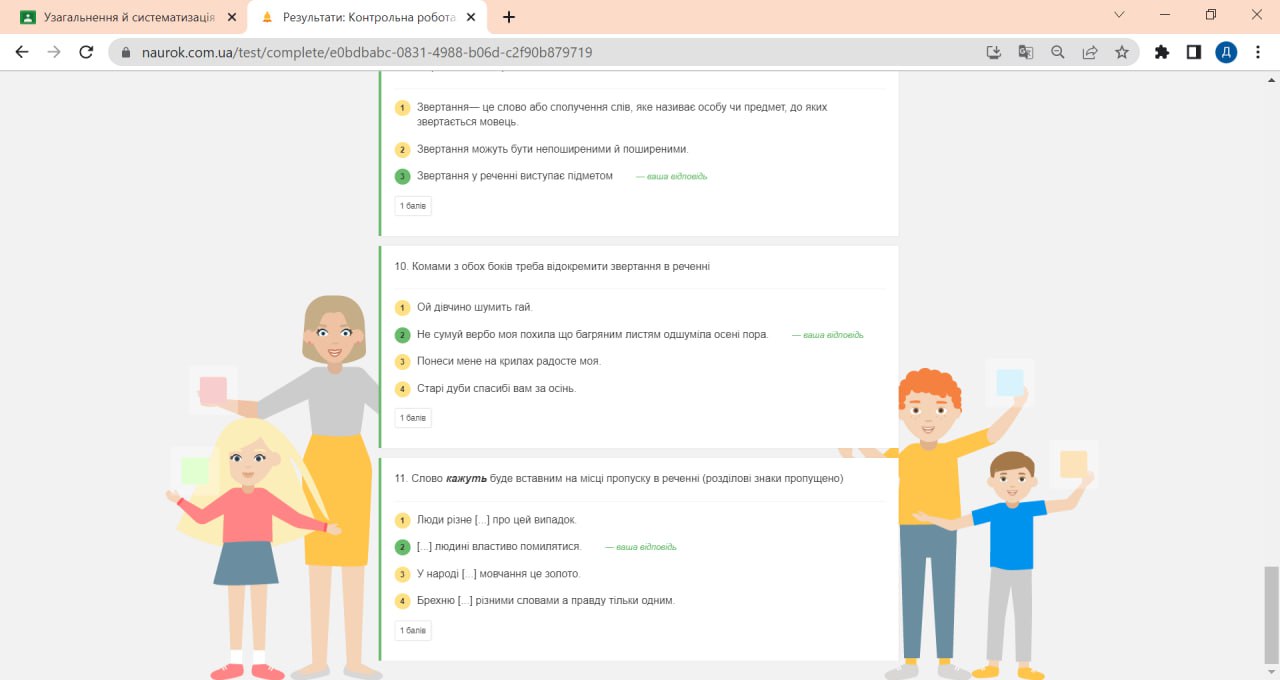 Узагальнення й систематизація
Результати: Контрольна робота
naurok.com.ua/test/complete/e0bdbabc-0831-4988-b06d-c2f90b879719
Д
1 Звертання— це слово або сполучення слів, яке називає особу чи предмет, до яких
звертається мовець.
2 Звертання можуть бути непоширеними й поширеними.
3 Звертання у реченні виступає підметом — ваша відповідь
1 балів
10. Комами з обох боків треба відокремити звертання в реченні
1 Ой дівчино шумить гай.
2 Не сумуй вербо моя похила що багряним листям одшуміла осені пора. — ваша відповідь
3 Понеси мене на крилах радосте моя.
4 Старі дуби спасибі вам за осінь.
1 балів
11. Слово кажуть буде вставним на місці пропуску в реченні (розділові знаки пропущено)
1 Люди різне [...] про цей випадок.
2 [...] людині властиво помилятися. — ваша відповідь
3 У народі [...] мовчання це золото.
4 Брехню [...] різними словами а правду тільки одним.
1 балів